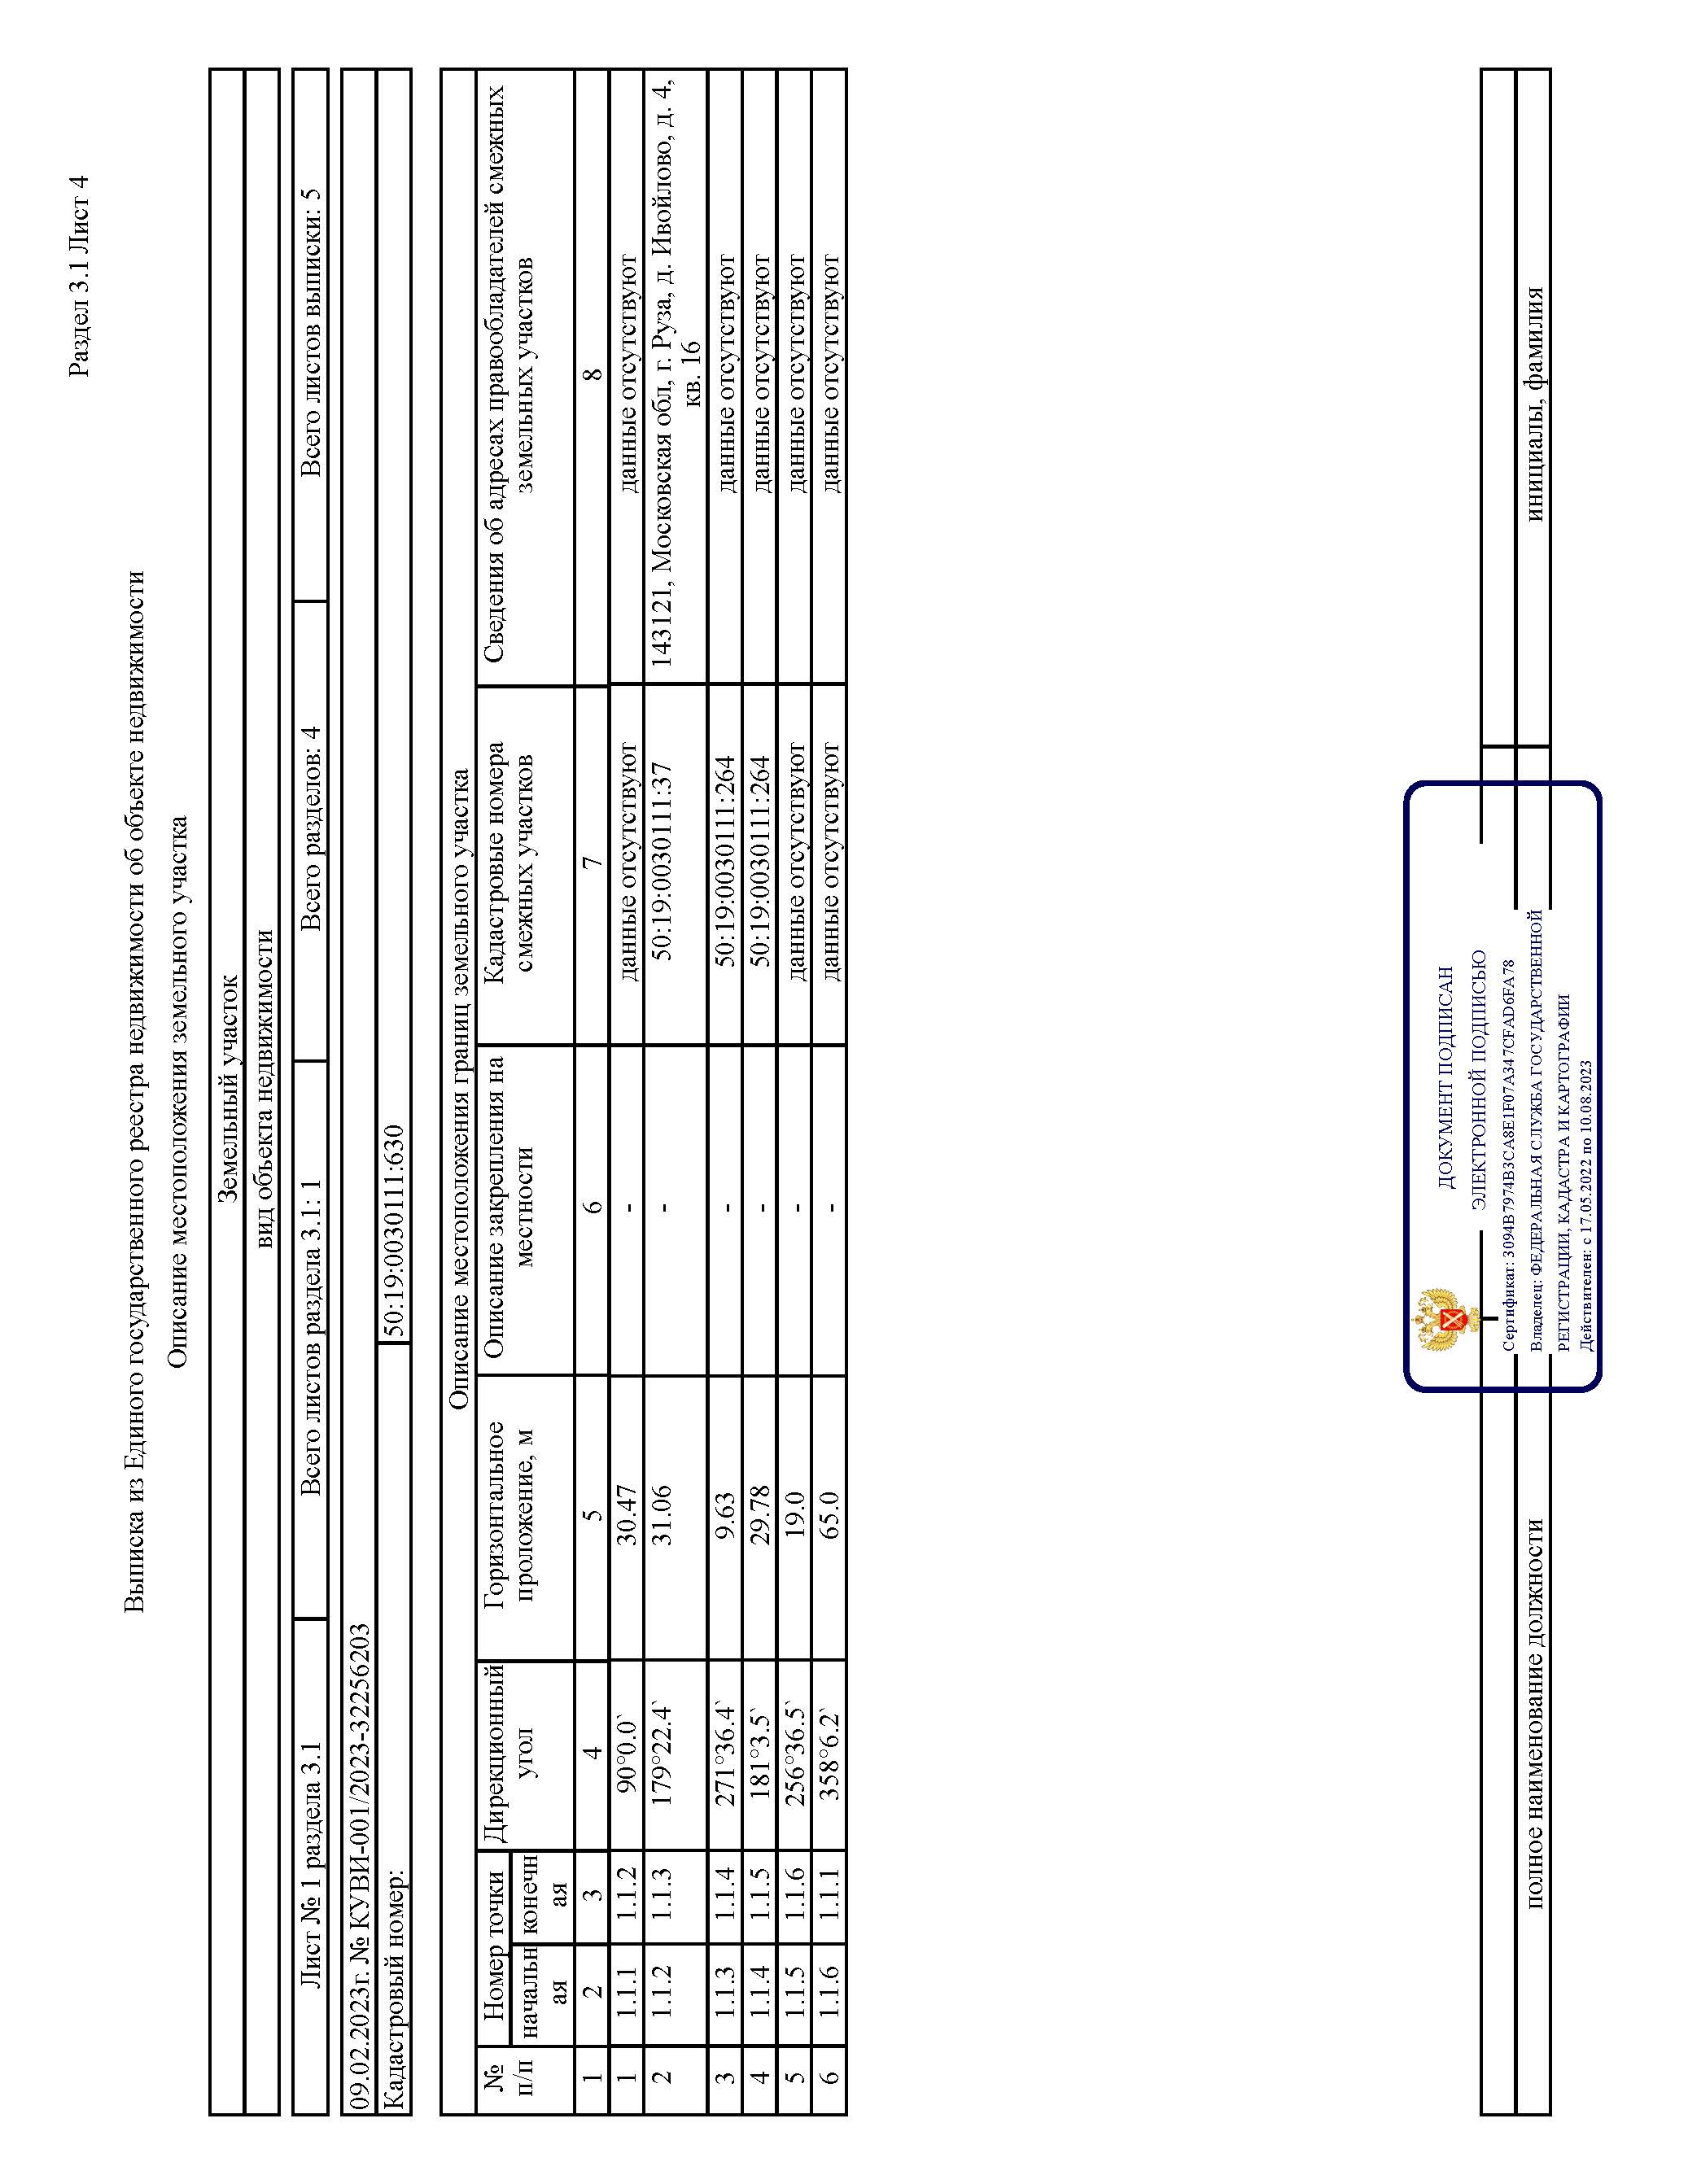 Раздел 3.1 Лист 4
Выписка из Единого государственного реестра недвижимости об объекте недвижимости
Описание местоположения земельного участка
Земельный участок
вид объекта недвижимости
Лист № 1 раздела 3.1 Всего листов раздела 3.1: 1 Всего разделов: 4 Всего листов выписки: 5
09.02.2023г. № КУВИ-001/2023-32256203
Кадастровый номер: 50:19:0030111:630
Описание местоположения границ земельного участка
№ Номер точки Дирекционный Горизонтальное Описание закрепления на Кадастровые номера Сведения об адресах правообладателей смежных
п/п начальн конечн угол проложение, м местности смежных участков земельных участков
ая ая
1 2 3 4 5 6 7 8
1 1.1.1 1.1.2 90°0.0` 30.47 - данные отсутствуют данные отсутствуют
2 1.1.2 1.1.3 179°22.4` 31.06 - 50:19:0030111:37 143121, Московская обл, г. Руза, д. Ивойлово, д. 4,
кв. 16
3 1.1.3 1.1.4 271°36.4` 9.63 - 50:19:0030111:264 данные отсутствуют
4 1.1.4 1.1.5 181°3.5` 29.78 - 50:19:0030111:264 данные отсутствуют
5 1.1.5 1.1.6 256°36.5` 19.0 - данные отсутствуют данные отсутствуют
6 1.1.6 1.1.1 358°6.2` 65.0 - данные отсутствуют данные отсутствуют
ДОКУМЕНТ ПОДПИСАН
ЭЛЕКТРОННОЙ ПОДПИСЬЮ
Сертификат: 3094B7974B3CA8E1F07A347CFAD6FA78
Владелец: ФЕДЕРАЛЬНАЯ СЛУЖБА ГОСУДАРСТВЕННОЙ
РЕГИСТРАЦИИ, КАДАСТРА И КАРТОГРАФИИ
Действителен: с 17.05.2022 по 10.08.2023
полное наименование должности инициалы, фамилия